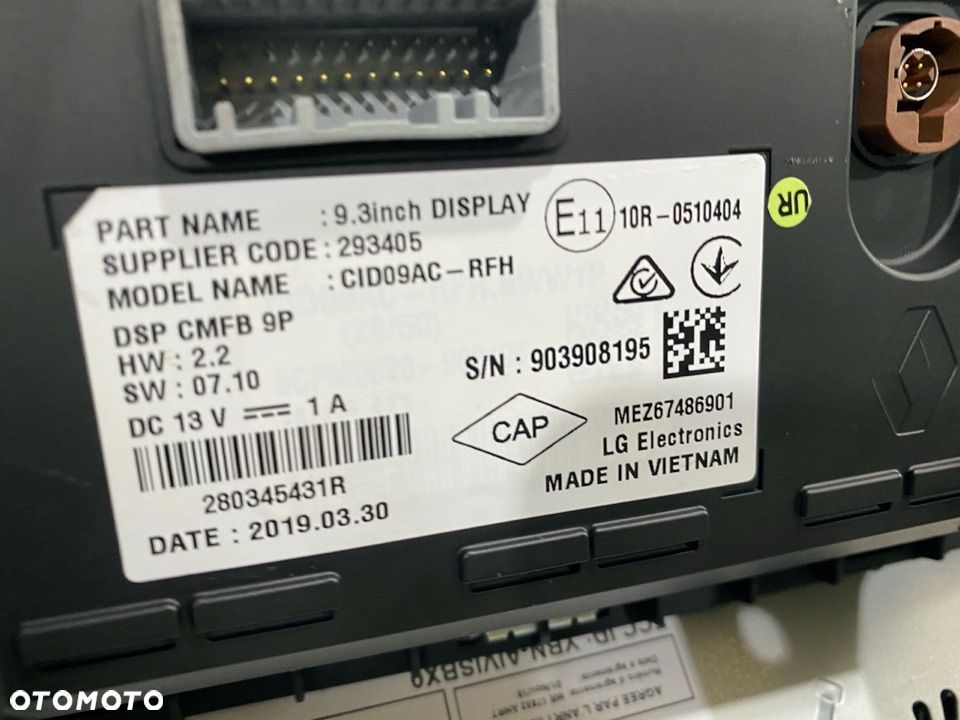 PART NAME : 9.3inch DISPLAY
SUPPLIER CODE : 293405
MODEL NAME : CID09AC-RFH
E11 10R-0510404
UR
DSP CMFB 9P
HW : 2.2
SW : 07.10
DC 13 V 1 A
S/N : 903908195
280345431R
DATE : 2019.03.30
CAP
MEZ67486901
LG Electronics
MADE IN VIETNAM
OTOMOTO